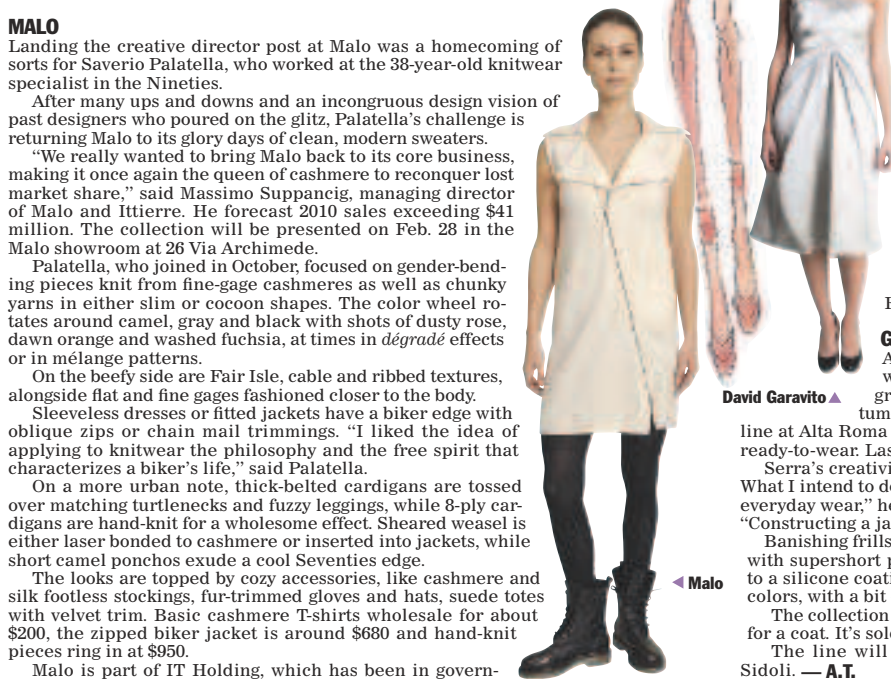 MALO
Landing the creative director post at Malo was a homecoming of
sorts for Saverio Palatella, who worked at the 38-year-old knitwear
specialist in the Nineties.
After many ups and downs and an incongruous design vision of
past designers who poured on the glitz, Palatella’s challenge is
returning Malo to its glory days of clean, modern sweaters.
“We really wanted to bring Malo back to its core business,
making it once again the queen of cashmere to reconquer lost
market share,” said Massimo Suppancig, managing director
of Malo and Ittierre. He forecast 2010 sales exceeding $41
million. The collection will be presented on Feb. 28 in the
Malo showroom at 26 Via Archimede.
Palatella, who joined in October, focused on gender-bend-
ing pieces knit from fine-gage cashmeres as well as chunky
yarns in either slim or cocoon shapes. The color wheel ro-
tates around camel, gray and black with shots of dusty rose,
dawn orange and washed fuchsia, at times in dégradé effects
or in mélange patterns.
On the beefy side are Fair Isle, cable and ribbed textures,
alongside flat and fine gages fashioned closer to the body.
Sleeveless dresses or fitted jackets have a biker edge with
oblique zips or chain mail trimmings. “I liked the idea of
applying to knitwear the philosophy and the free spirit that
characterizes a biker’s life,” said Palatella.
On a more urban note, thick-belted cardigans are tossed
over matching turtlenecks and fuzzy leggings, while 8-ply car-
digans are hand-knit for a wholesome effect. Sheared weasel is
either laser bonded to cashmere or inserted into jackets, while
short camel ponchos exude a cool Seventies edge.
The looks are topped by cozy accessories, like cashmere and
silk footless stockings, fur-trimmed gloves and hats, suede totes
with velvet trim. Basic cashmere T-shirts wholesale for about
$200, the zipped biker jacket is around $680 and hand-knit
pieces ring in at $950.
Malo is part of IT Holding, which has been in govern-
Malo
David Garavito
G
A
w
gr
tum
line at Alta Roma
ready-to-wear. Las
Serra’s creativi
What I intend to d
everyday wear,” h
“Constructing a ja
Banishing frills
with supershort p
to a silicone coati
colors, with a bit
The collection
for a coat. It’s sol
The line will
Sidoli. — A.T.